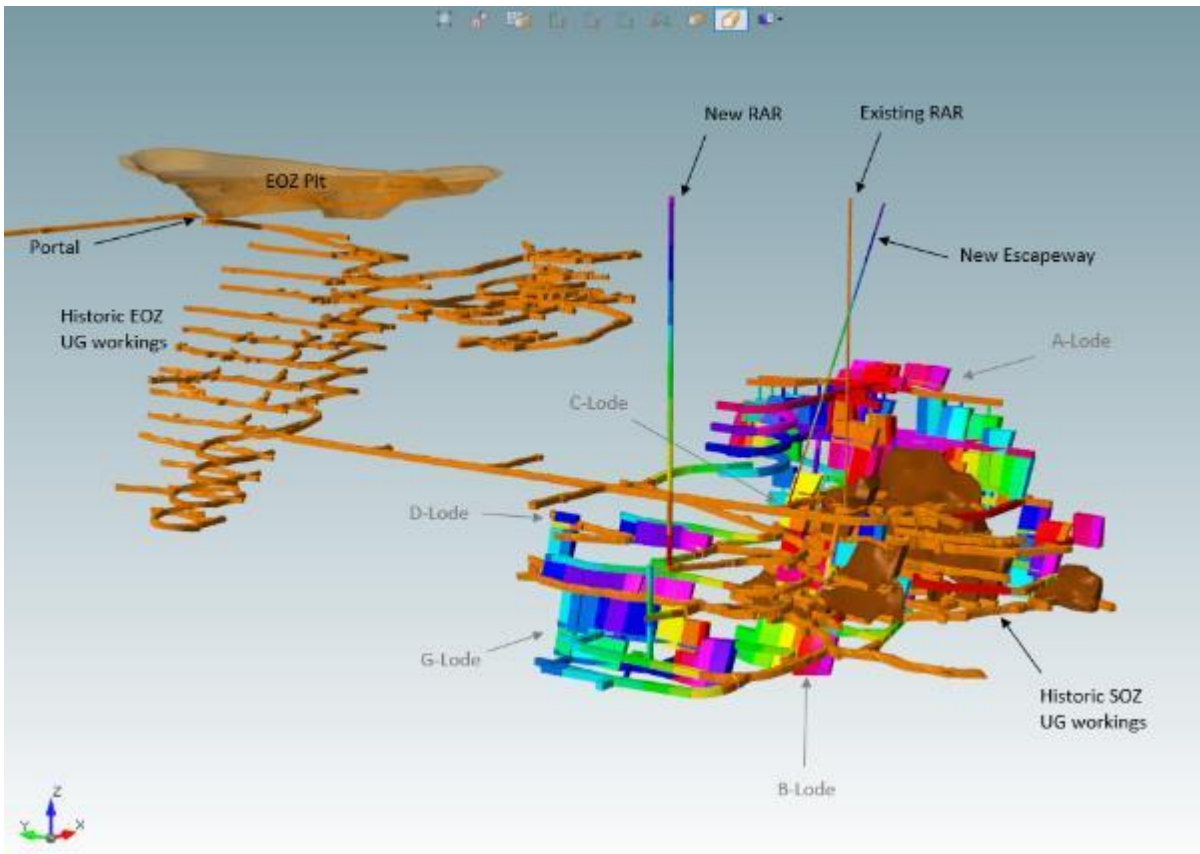 New RAR
Existing RAR
EOZ Pit
Portal
New Escapeway
Historic EOZ
UG workings
A-Lode
C-Lode
D-Lode
G-Lode
Historic SOZ
UG workings
B-Lode
Z
Y
X